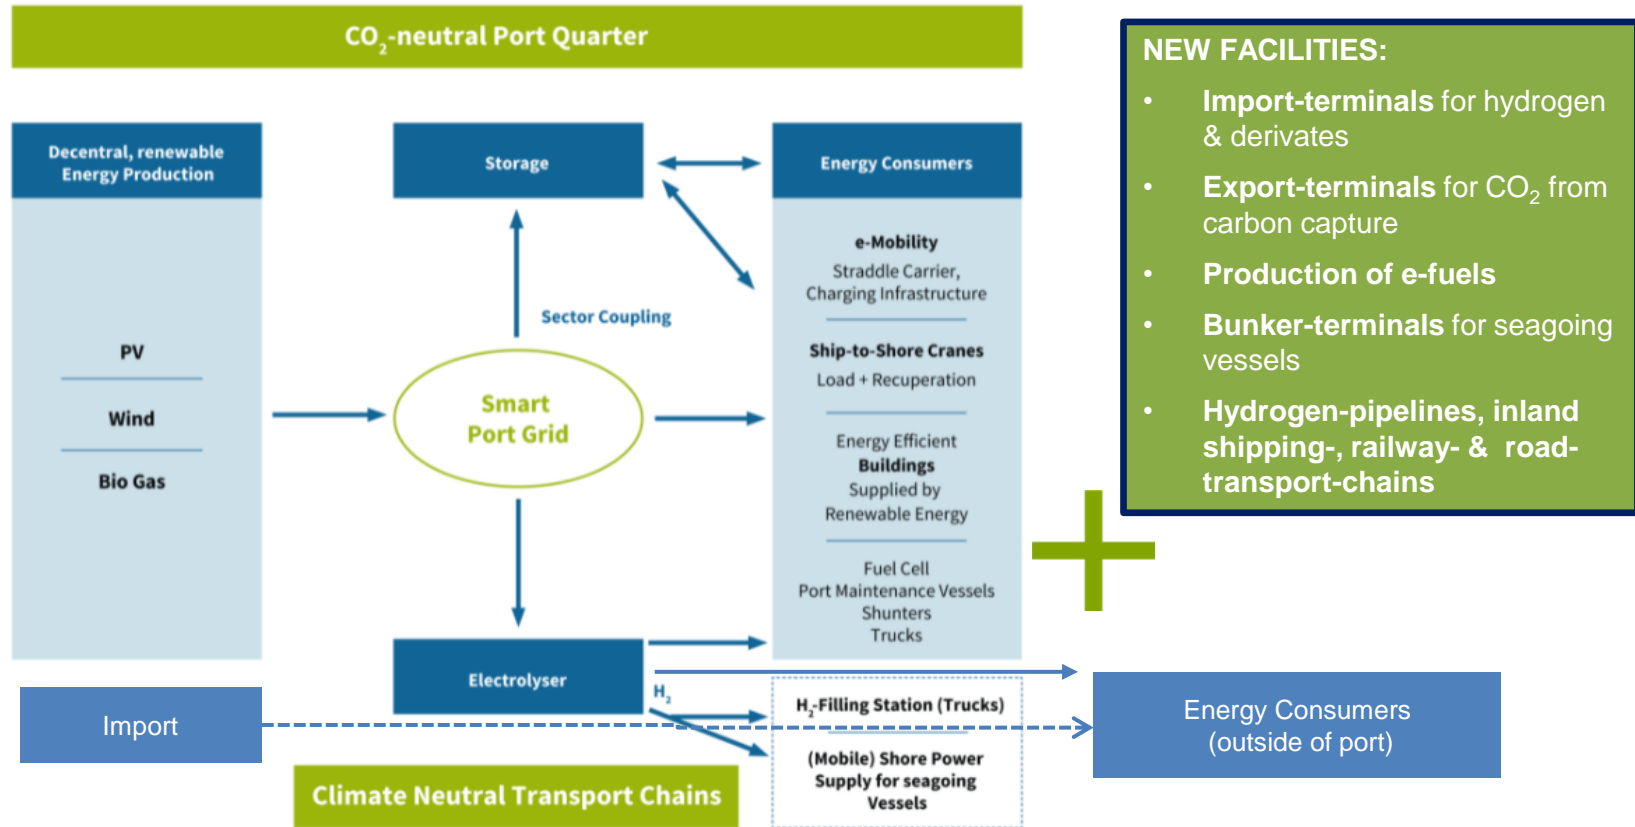 CO₂-neutral Port Quarter
Decentral, renewable
Energy Production
PV
Wind
Bio Gas
Storage
Sector Coupling
Smart
Port Grid
Electrolyser
H₂
Energy Consumers
e-Mobility
Straddle Carrier,
Charging Infrastructure
Ship-to-Shore Cranes
Load + Recuperation
Energy Efficient
Buildings
Supplied by
Renewable Energy
Fuel Cell
Port Maintenance Vessels
Shunters
Trucks
H₂-Filling Station (Trucks)
(Mobile) Shore Power
Supply for seagoing
Vessels
Import
Climate Neutral Transport Chains
Energy Consumers
(outside of port)
NEW FACILITIES:
• Import-terminals for hydrogen
& derivates
• Export-terminals for CO₂ from
carbon capture
• Production of e-fuels
• Bunker-terminals for seagoing
vessels
• Hydrogen-pipelines, inland
shipping-, railway- & road-
transport-chains